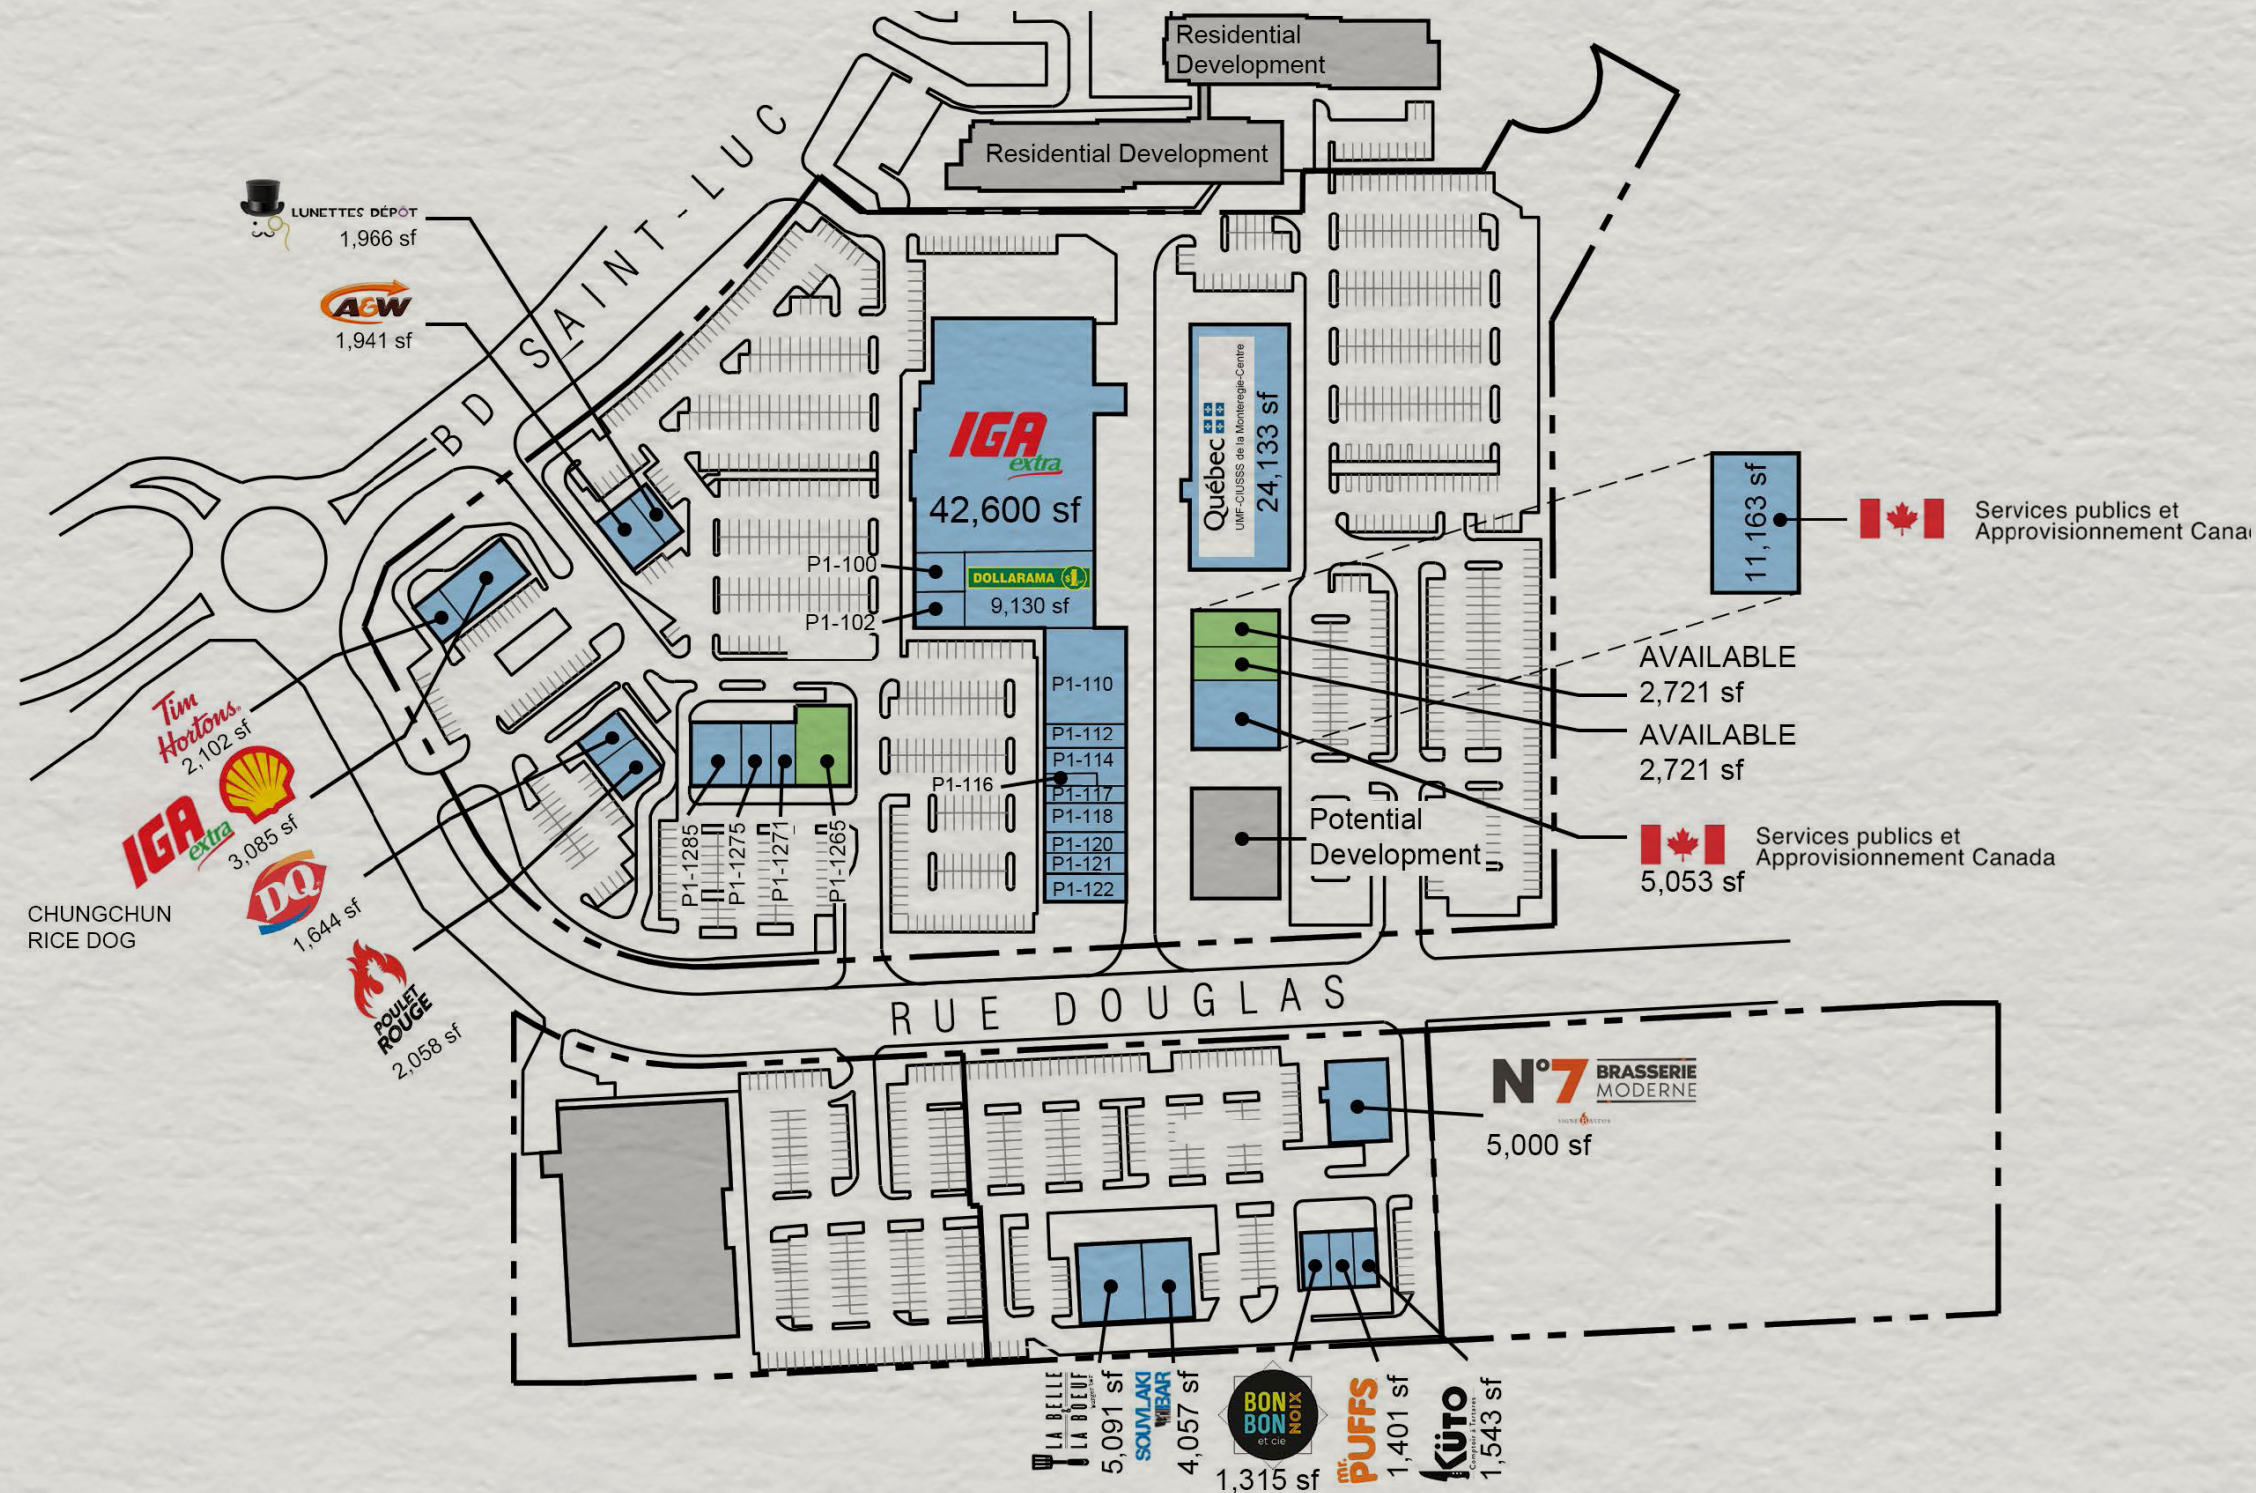 Residential
Development
Residential Development
BD SAINT-LUC
LUNETTES DÉPÔT
1,966 sf
A&W
1,941 sf
IGA
extra
42,600 sf
P1-100
DOLLARAMA $1
9,130 sf
P1-102
Québec
UMF-CIUSSS de la Monteregie-Centre
24,133 sf
11,163 sf
Services publics et
Approvisionnement Cana
AVAILABLE
2,721 sf
AVAILABLE
2,721 sf
Services publics et
Approvisionnement Canada
5,053 sf
Potential
Development
P1-110
P1-112
P1-114
P1-116
P1-117
P1-118
P1-120
P1-121
P1-122
P1-1285
P1-1275
P1-1271
P1-1265
Tim
Hortons
2,102 sf
IGA
extra
3,085 sf
DQ
1,644 sf
CHUNGCHUN
RICE DOG
POULET
ROUGE
2,058 sf
RUE DOUGLAS
N°7 BRASSERIE
MODERNE
5,000 sf
LA BELLE
&
LA BOEUF
5,091 sf
SOUVLAKI
BAR
4,057 sf
BON
BON
NOIX
et cie
1,315 sf
mr.
PUFFS
1,401 sf
KÜTO
Comptoir à Tartares
1,543 sf